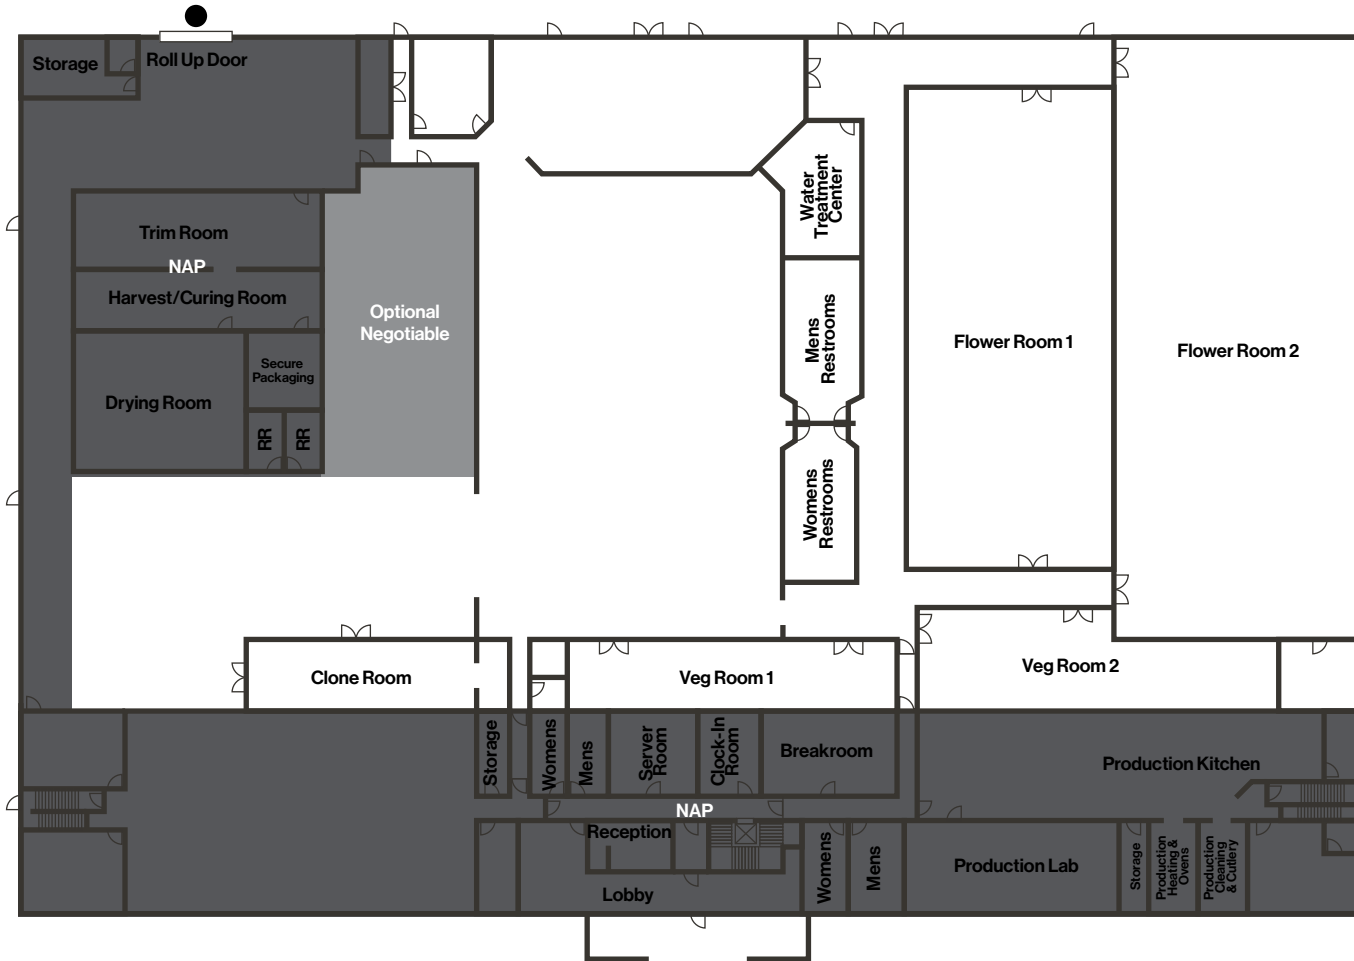 Storage
Roll Up Door
Trim Room
NAP
Harvest/Curing Room
Optional
Negotiable
Secure
Packaging
Drying Room
RR
RR
Water
Treatment
Center
Mens
Restrooms
Womens
Restrooms
Flower Room 1
Flower Room 2
Clone Room
Veg Room 1
Veg Room 2
Storage
Womens
Mens
Server
Room
Clock-In
Room
Breakroom
Production Kitchen
NAP
Reception
Lobby
Womens
Mens
Production Lab
Storage
Production
Heating &
Ovens
Production
Cleaning
& Cutlery